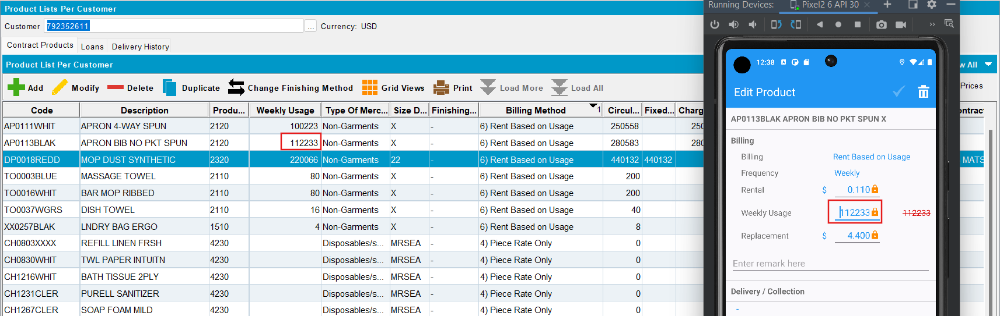 Product Lists Per Customer
Customer 792352611 ... Currency: USD
Contract Products Loans Delivery History
Product List Per Customer
Add Modify Delete Duplicate Change Finishing Method Grid Views Print Load More Load All
Code Description Produ... Weekly Usage Type Of Merc... Size D... Finishing... Billing Method 1 Circul... Fixed... Charg
AP0111WHIT APRON 4-WAY SPUN 2120 100223 Non-Garments X - 6) Rent Based on Usage 250558 250
AP0113BLAK APRON BIB NO PKT SPUN 2120 112233 Non-Garments X - 6) Rent Based on Usage 280583 280
DP0018REDD MOP DUST SYNTHETIC 2320 220066 Non-Garments 22 - 6) Rent Based on Usage 440132 440132
TO0003BLUE MASSAGE TOWEL 2110 80 Non-Garments X - 6) Rent Based on Usage 200
TO0016WHIT BAR MOP RIBBED 2110 80 Non-Garments X - 6) Rent Based on Usage 200
TO0037WGRS DISH TOWEL 2110 16 Non-Garments X - 6) Rent Based on Usage 40
XX0257BLAK LNDRY BAG ERGO 1510 4 Non-Garments X - 6) Rent Based on Usage 8
CH0803XXXX REFILL LINEN FRSH 4230 Disposables/s... MRSEA - 4) Piece Rate Only 0
CH0830WHIT TWL PAPER INTUITN 4230 Disposables/s... MRSEA - 4) Piece Rate Only 0
CH1216WHIT BATH TISSUE 2PLY 4230 Disposables/s... MRSEA - 4) Piece Rate Only 0
CH1231CLER PURELL SANITIZER 4230 Disposables/s... MRSEA - 4) Piece Rate Only 0
CH1267CLER SOAP FOAM MILD 4230 Disposables/s... MRSEA - 4) Piece Rate Only 0
Running Devices: Pixel2 6 API 30
12:38
Edit Product
AP0113BLAK APRON BIB NO PKT SPUN X
Billing
Billing Rent Based on Usage
Frequency Weekly
Rental $ 0.110
Weekly Usage 112233 112233
Replacement $ 4.400
Enter remark here
Delivery / Collection
-
w All
Prices
ontrac
MATS